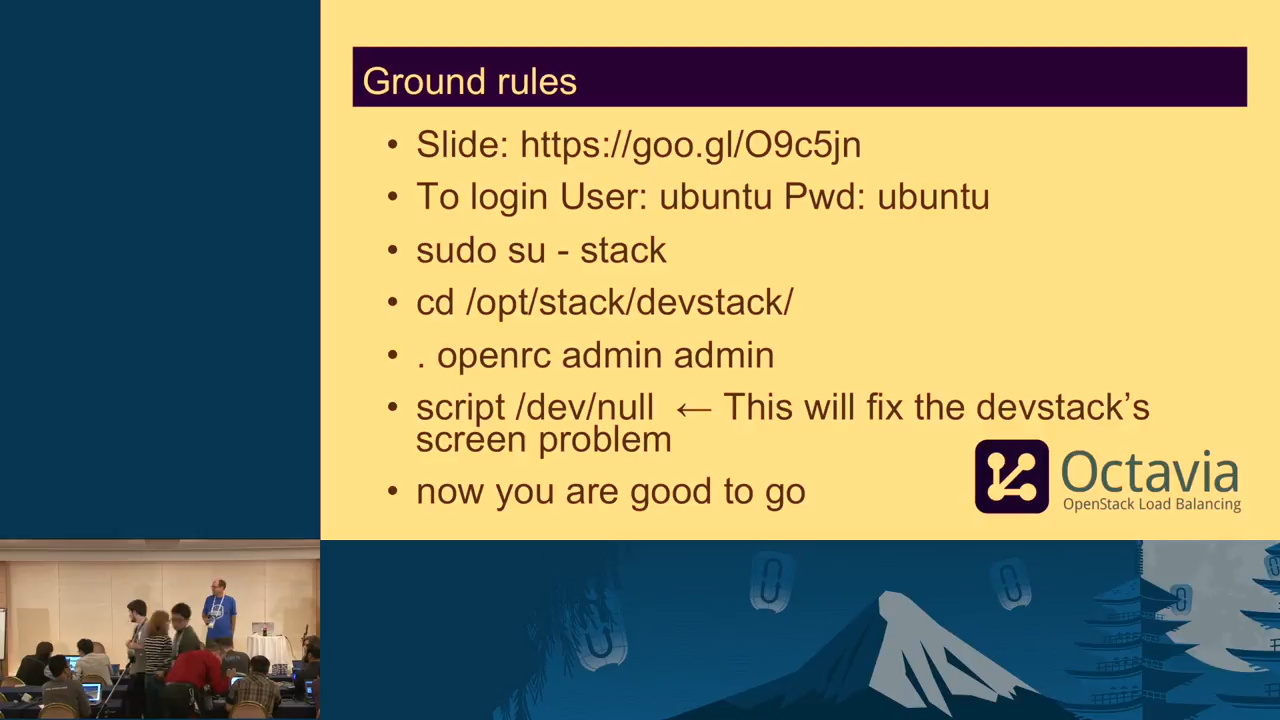 Ground rules
• Slide: https://goo.gl/O9c5jn
• To login User: ubuntu Pwd: ubuntu
• sudo su - stack
• cd /opt/stack/devstack/
• . openrc admin admin
• script /dev/null ← This will fix the devstack’s
screen problem
• now you are good to go
Octavia
OpenStack Load Balancing